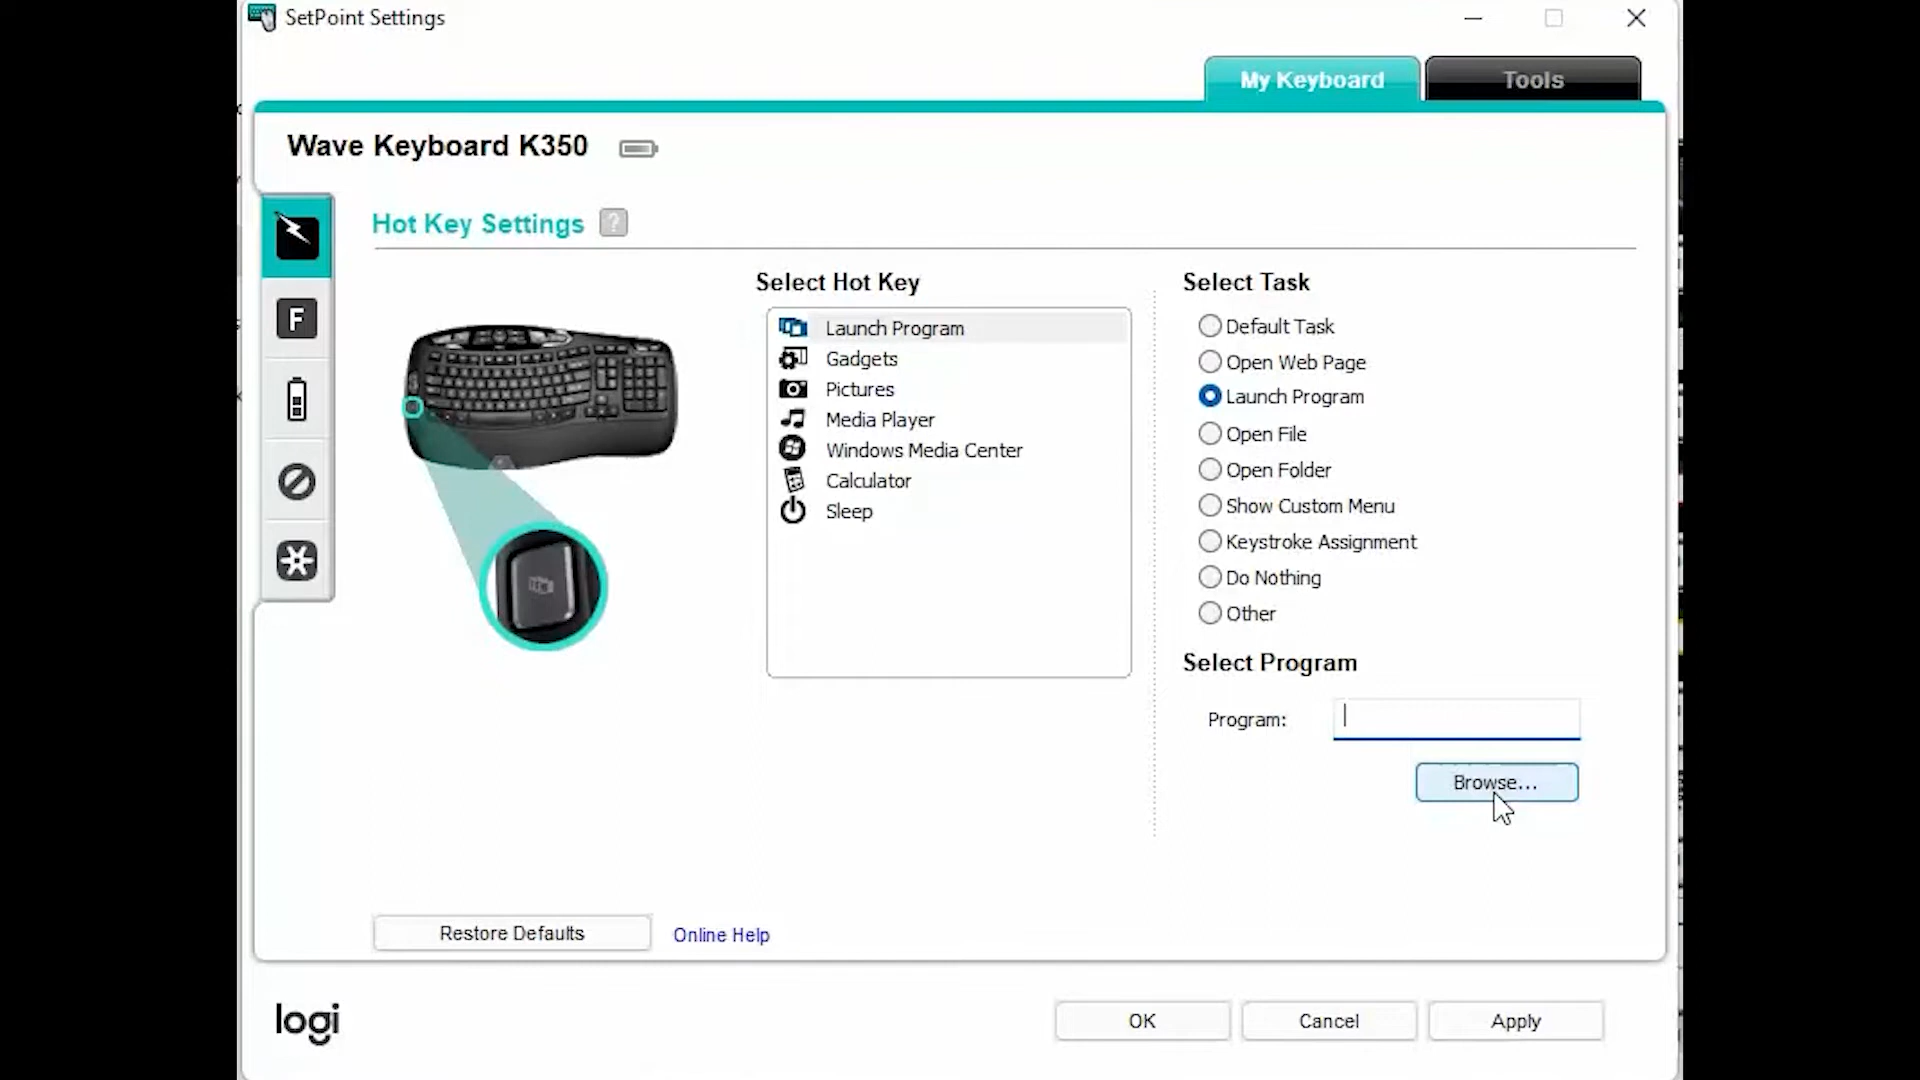 SetPoint Settings
My Keyboard
Tools
Wave Keyboard K350
Hot Key Settings
?
F
Select Hot Key
Launch Program
Gadgets
Pictures
Media Player
Windows Media Center
Calculator
Sleep
Select Task
Default Task
Open Web Page
Launch Program
Open File
Open Folder
Show Custom Menu
Keystroke Assignment
Do Nothing
Other
Select Program
Program:
Browse...
Restore Defaults
Online Help
logi
OK
Cancel
Apply